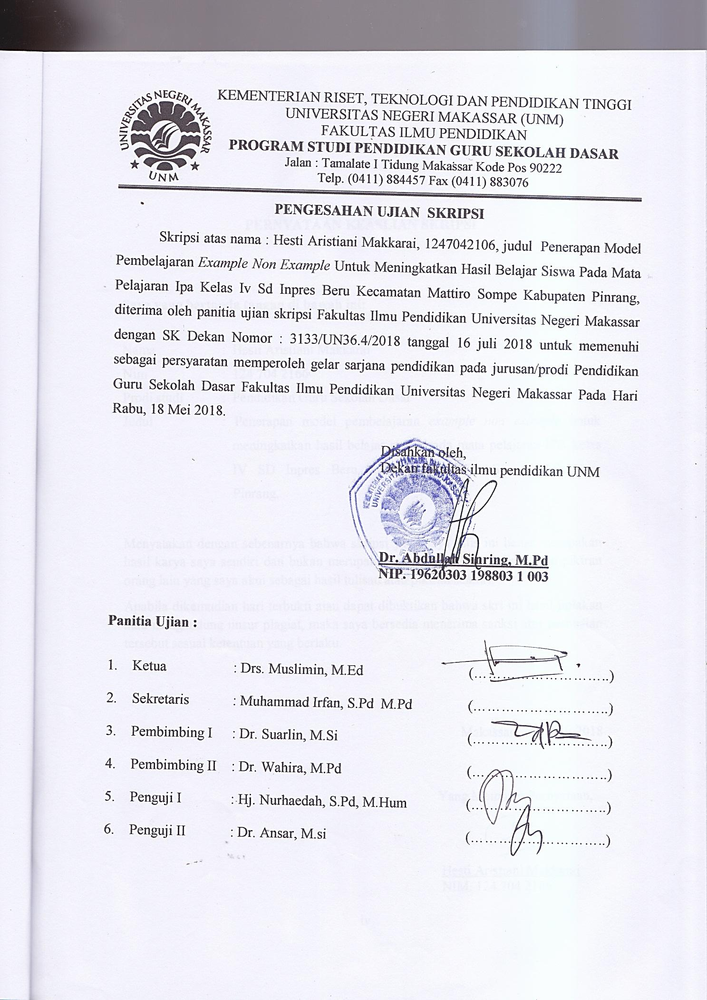 UNIVERSITAS NEGERI MAKASSAR
UNM
KEMENTERIAN RISET, TEKNOLOGI DAN PENDIDIKAN TINGGI
UNIVERSITAS NEGERI MAKASSAR (UNM)
FAKULTAS ILMU PENDIDIKAN
PROGRAM STUDI PENDIDIKAN GURU SEKOLAH DASAR
Jalan : Tamalate I Tidung Makassar Kode Pos 90222
Telp. (0411) 884457 Fax (0411) 883076
PENGESAHAN UJIAN SKRIPSI
Skripsi atas nama : Hesti Aristiani Makkarai, 1247042106, judul Penerapan Model
Pembelajaran Example Non Example Untuk Meningkatkan Hasil Belajar Siswa Pada Mata
Pelajaran Ipa Kelas Iv Sd Inpres Beru Kecamatan Mattiro Sompe Kabupaten Pinrang,
diterima oleh panitia ujian skripsi Fakultas Ilmu Pendidikan Universitas Negeri Makassar
dengan SK Dekan Nomor : 3133/UN36.4/2018 tanggal 16 juli 2018 untuk memenuhi
sebagai persyaratan memperoleh gelar sarjana pendidikan pada jurusan/prodi Pendidikan
Guru Sekolah Dasar Fakultas Ilmu Pendidikan Universitas Negeri Makassar Pada Hari
Rabu, 18 Mei 2018.
Disahkan oleh,
Dekan fakultas ilmu pendidikan UNM
Dr. Abdullah Sinring, M.Pd
NIP. 19620303 198803 1 003
Panitia Ujian :
1. Ketua : Drs. Muslimin, M.Ed (……………………….)
2. Sekretaris : Muhammad Irfan, S.Pd M.Pd (……………………….)
3. Pembimbing I : Dr. Suarlin, M.Si (……………………….)
4. Pembimbing II : Dr. Wahira, M.Pd (……………………….)
5. Penguji I : Hj. Nurhaedah, S.Pd, M.Hum (……………………….)
6. Penguji II : Dr. Ansar, M.si (……………………….)